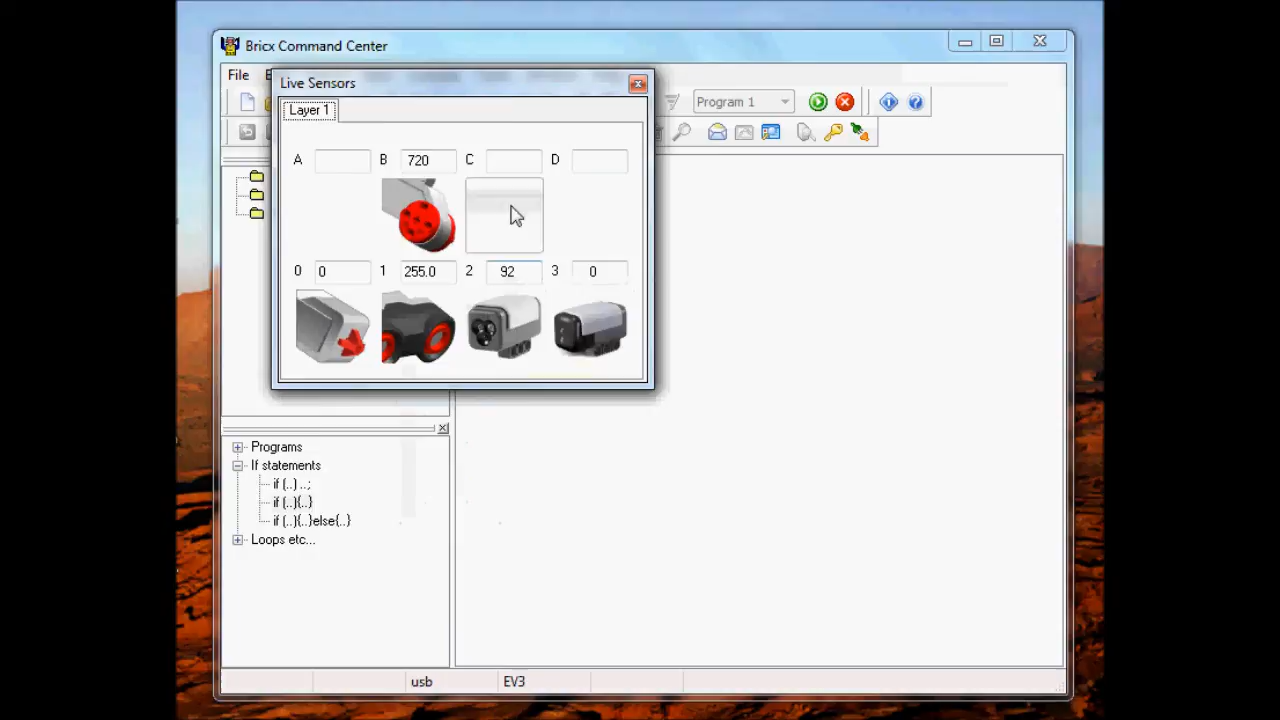 Bricx Command Center
File
Live Sensors
Layer 1
Program 1
A
B 720 C
D
0 0 1 255.0 2 92 3 0
Programs
If statements
if (..) ..;
if (..){..}
if (..){..}else{..}
Loops etc...
usb EV3